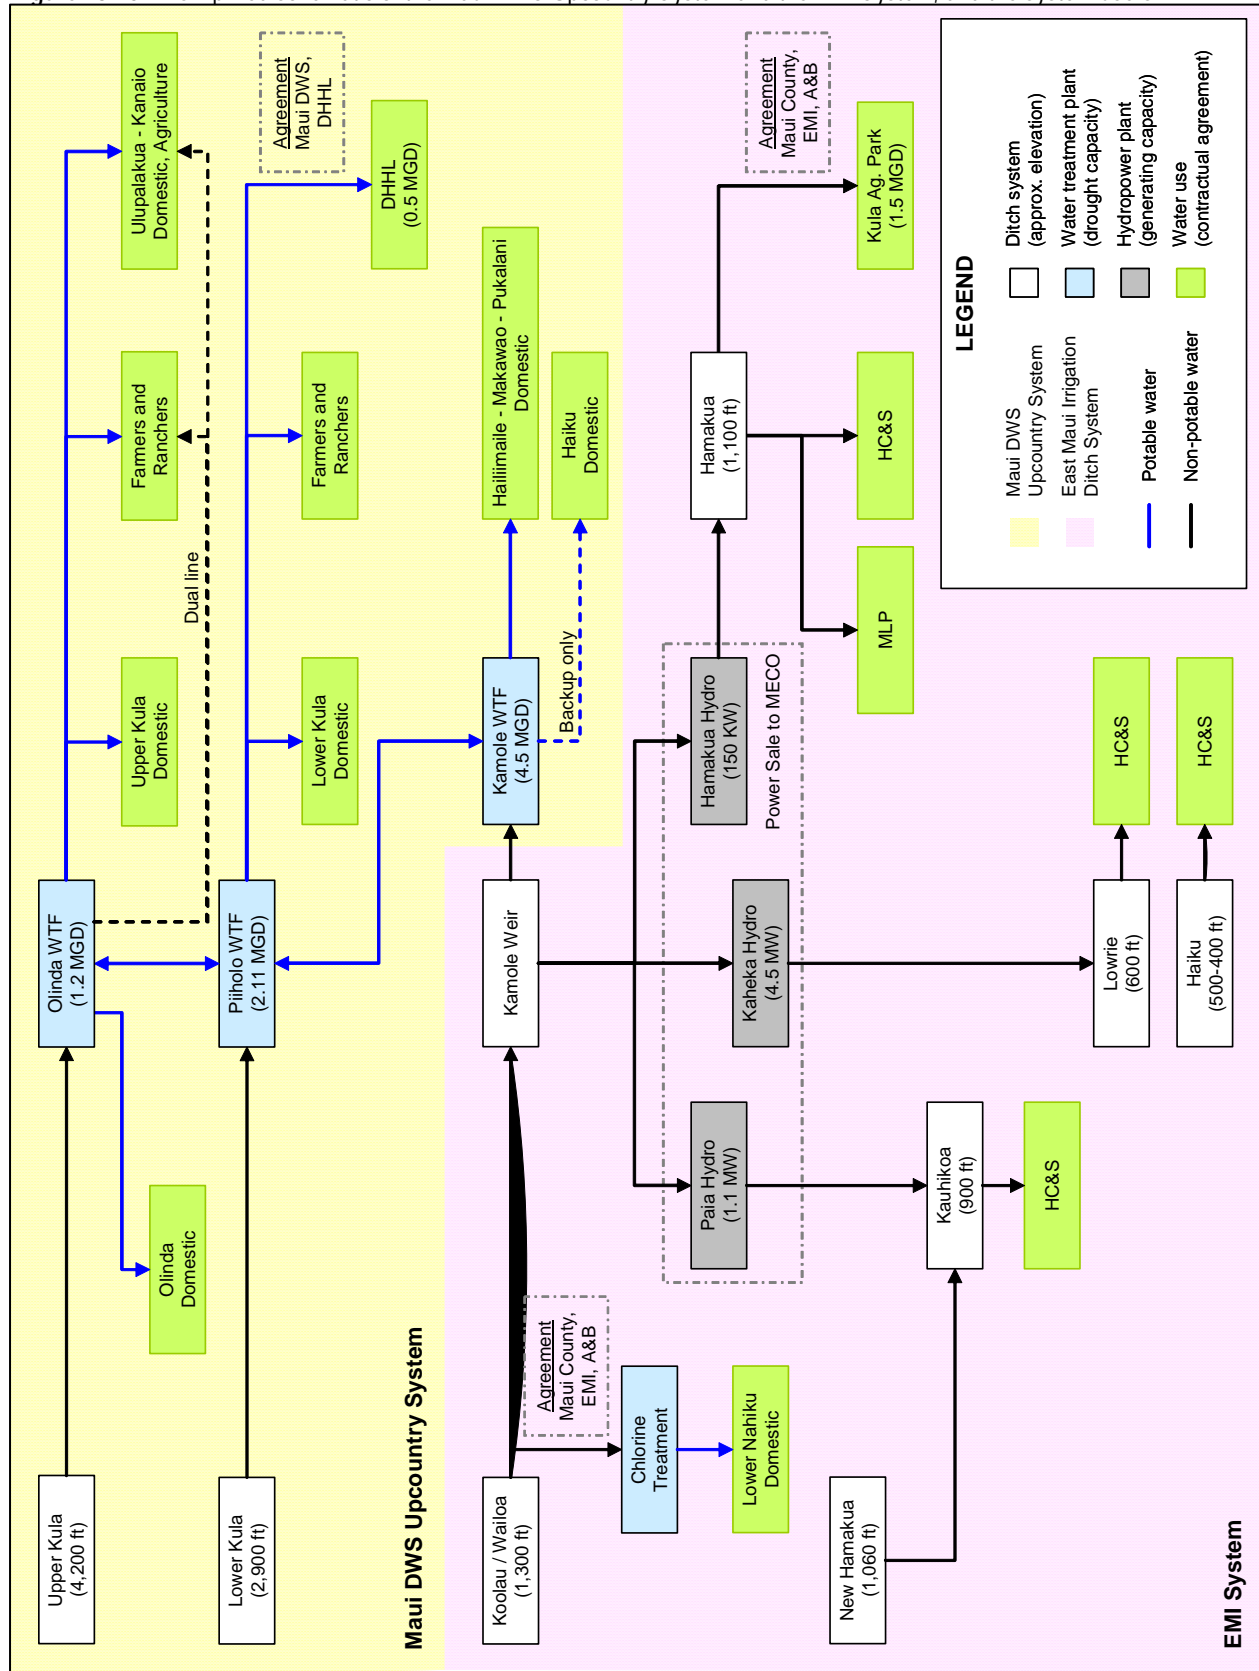 Upper Kula
(4,200 ft)
Olinda WTF
(1.2 MGD)
Olinda
Domestic
Upper Kula
Domestic
Farmers and
Ranchers
Ulupalakua - Kanaio
Domestic, Agriculture
Dual line
Lower Kula
(2,900 ft)
Piiholo WTF
(2.11 MGD)
Lower Kula
Domestic
Farmers and
Ranchers
DHHL
(0.5 MGD)
Agreement
Maui DWS,
DHHL
Maui DWS Upcountry System
Kamole WTF
(4.5 MGD)
Hailiimaile - Makawao - Pukalani
Domestic
Backup only
Haiku
Domestic
Koolau / Wailoa
(1,300 ft)
Agreement
Maui County,
EMI, A&B
Kamole Weir
Chlorine
Treatment
Lower Nahiku
Domestic
Paia Hydro
(1.1 MW)
Kaheka Hydro
(4.5 MW)
Hamakua Hydro
(150 KW)
Power Sale to MECO
Hamakua
(1,100 ft)
Agreement
Maui County,
EMI, A&B
MLP
HC&S
Kula Ag. Park
(1.5 MGD)
New Hamakua
(1,060 ft)
Kauhikoa
(900 ft)
HC&S
Lowrie
(600 ft)
HC&S
Haiku
(500-400 ft)
HC&S
EMI System
LEGEND
Maui DWS
Upcountry System
East Maui Irrigation
Ditch System
Potable water
Non-potable water
Ditch system
(approx. elevation)
Water treatment plant
(drought capacity)
Hydropower plant
(generating capacity)
Water use
(contractual agreement)